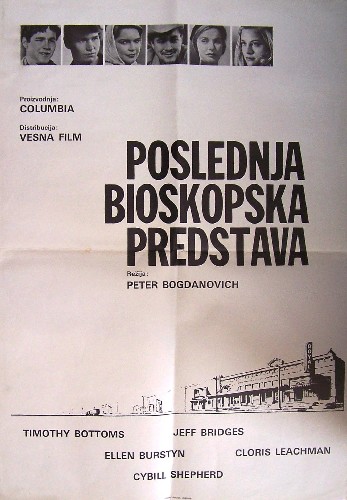 Proizvodnja:
COLUMBIA
Distribucija:
VESNA FILM
POSLEDNJA
BIOSKOPSKA
PREDSTAVA
Režija:
PETER BOGDANOVICH
ROYAL
TIMOTHY BOTTOMS
JEFF BRIDGES
ELLEN BURSTYN
CLORIS LEACHMAN
CYBILL SHEPHERD